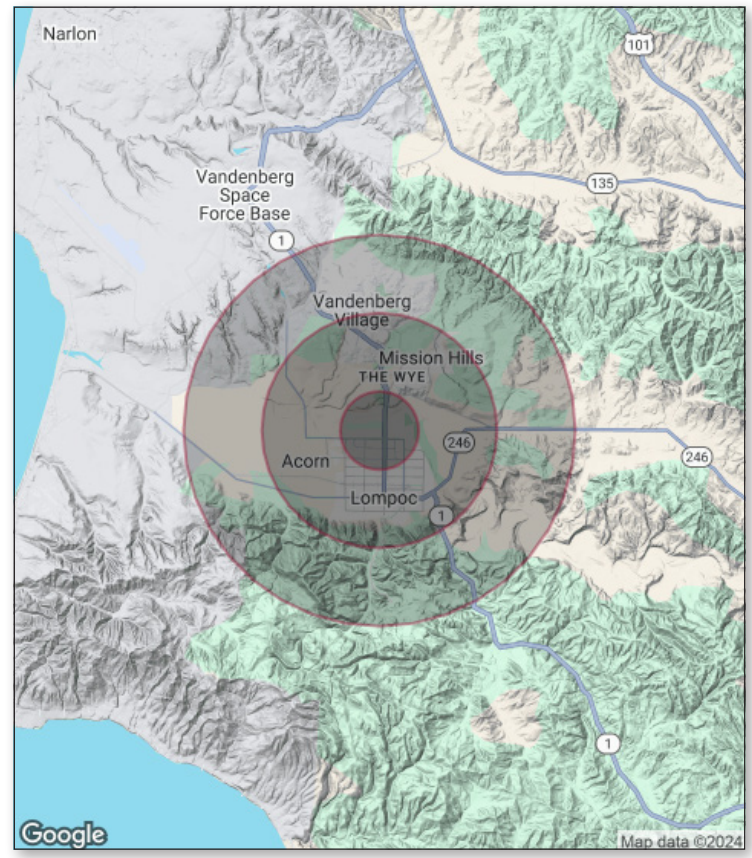 Narlon
101
135
Vandenberg
Space
Force Base
1
Vandenberg
Village
Mission Hills
THE WYE
246
246
Acorn
Lompoc
1
1
Google
Map data ©2024